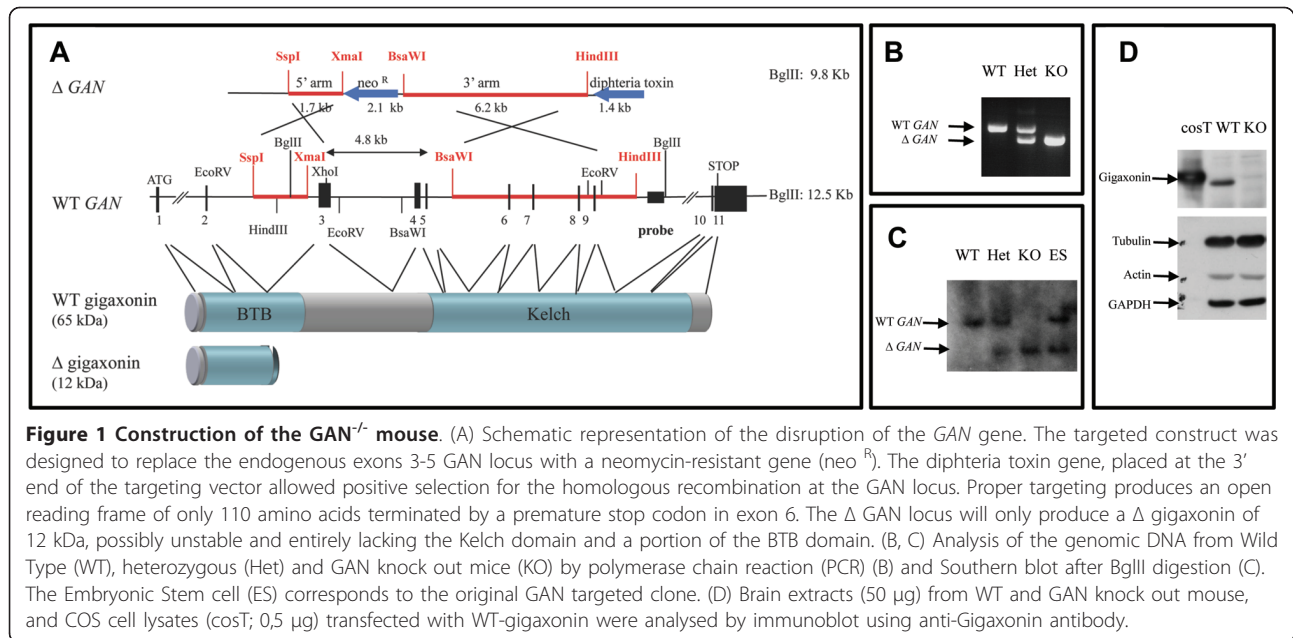 A
SspI XmaI BsaWI HindIII
5' arm neo R 3' arm diphteria toxin
Δ GAN BglII: 9.8 Kb
1.7 kb 2.1 kb 6.2 kb 1.4 kb
4.8 kb
BglII BglII
SspI XmaI BsaWI HindIII
ATG EcoRV XhoI EcoRV STOP
WT GAN BglII: 12.5 Kb
1 2 3 4 5 6 7 8 9 10 11
HindIII EcoRV BsaWI probe
WT gigaxonin
(65 kDa)
BTB Kelch
Δ gigaxonin
(12 kDa)
B
WT Het KO
WT GAN
Δ GAN
C
WT Het KO ES
WT GAN
Δ GAN
D
cosT WT KO
Gigaxonin
Tubulin
Actin
GAPDH
Figure 1 Construction of the GAN-/- mouse. (A) Schematic representation of the disruption of the GAN gene. The targeted construct was
designed to replace the endogenous exons 3-5 GAN locus with a neomycin-resistant gene (neo R). The diphteria toxin gene, placed at the 3'
end of the targeting vector allowed positive selection for the homologous recombination at the GAN locus. Proper targeting produces an open
reading frame of only 110 amino acids terminated by a premature stop codon in exon 6. The Δ GAN locus will only produce a Δ gigaxonin of
12 kDa, possibly unstable and entirely lacking the Kelch domain and a portion of the BTB domain. (B, C) Analysis of the genomic DNA from Wild
Type (WT), heterozygous (Het) and GAN knock out mice (KO) by polymerase chain reaction (PCR) (B) and Southern blot after BglII digestion (C).
The Embryonic Stem cell (ES) corresponds to the original GAN targeted clone. (D) Brain extracts (50 μg) from WT and GAN knock out mouse,
and COS cell lysates (cosT; 0,5 μg) transfected with WT-gigaxonin were analysed by immunoblot using anti-Gigaxonin antibody.